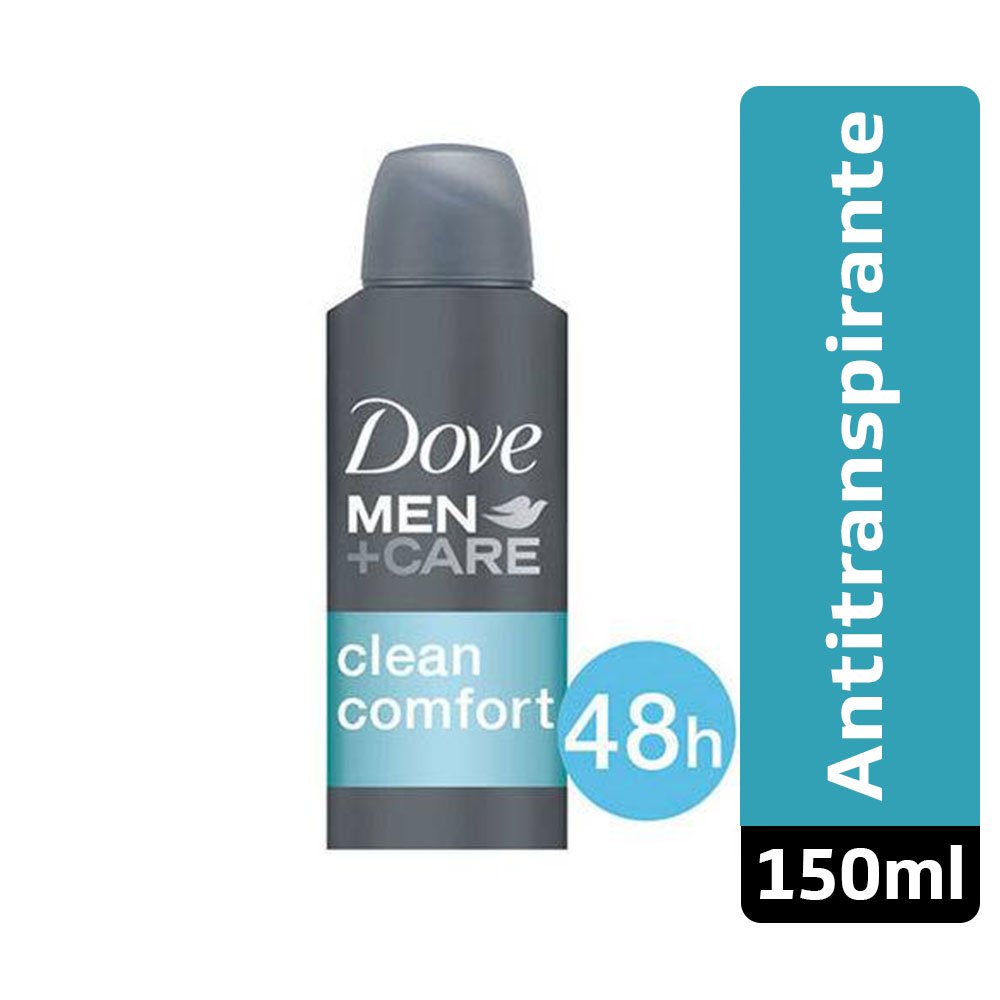 Dove
MEN
+CARE
clean
comfort
48h
Antitranspirante
150ml